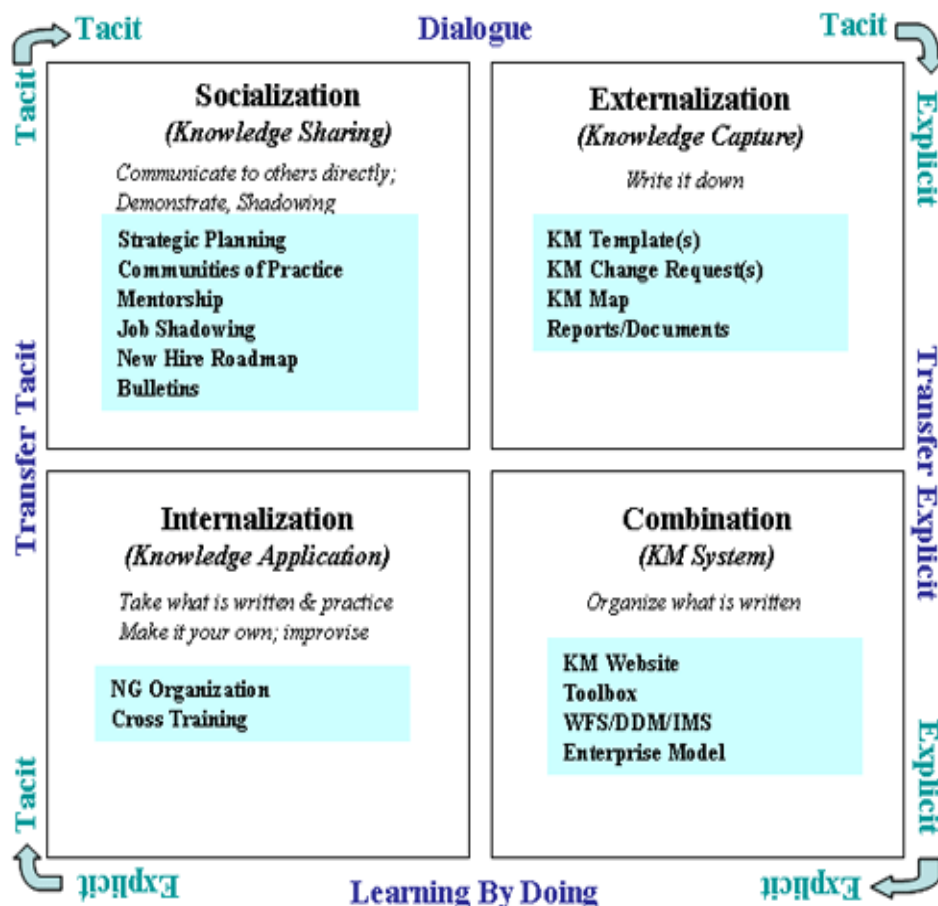 Tacit
Dialogue
Tacit
Tacit
Explicit
Socialization
(Knowledge Sharing)
Communicate to others directly;
Demonstrate, Shadowing
Strategic Planning
Communities of Practice
Mentorship
Job Shadowing
New Hire Roadmap
Bulletins
Externalization
(Knowledge Capture)
Write it down
KM Template(s)
KM Change Request(s)
KM Map
Reports/Documents
Transfer Tacit
Transfer Explicit
Internalization
(Knowledge Application)
Take what is written & practice
Make it your own; improvise
NG Organization
Cross Training
Combination
(KM System)
Organize what is written
KM Website
Toolbox
WFS/DDM/IMS
Enterprise Model
Tacit
Explicit
Explicit
Learning By Doing
Explicit